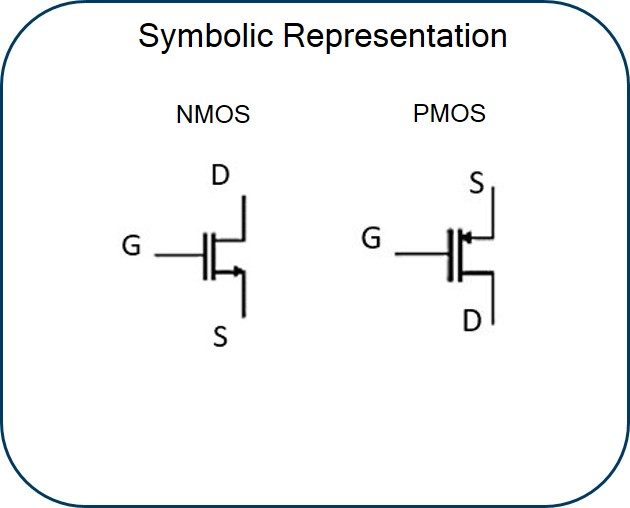 Symbolic Representation
NMOS
PMOS
D
S
G
G
S
D